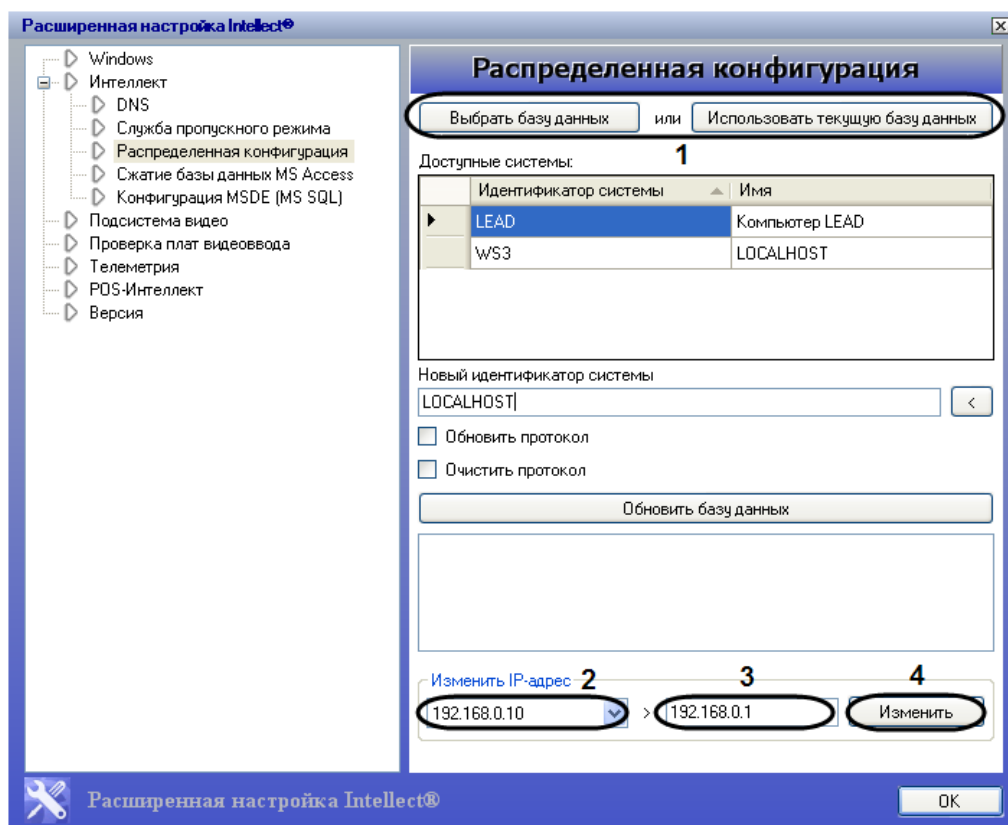 Расширенная настройка Intellect®
Windows
Интеллект
DNS
Служба пропускного режима
Распределенная конфигурация
Сжатие базы данных MS Access
Конфигурация MSDE (MS SQL)
Подсистема видео
Проверка плат видеоввода
Телеметрия
POS-Интеллект
Версия
Распределенная конфигурация
Выбрать базу данных или Использовать текущую базу данных
1
Доступные системы:
Идентификатор системы Имя
LEAD Компьютер LEAD
WS3 LOCALHOST
Новый идентификатор системы
LOCALHOST <
Обновить протокол
Очистить протокол
Обновить базу данных
Изменить IP-адрес 2 3 4
192.168.0.10 > 192.168.0.1 Изменить
Расширенная настройка Intellect® OK